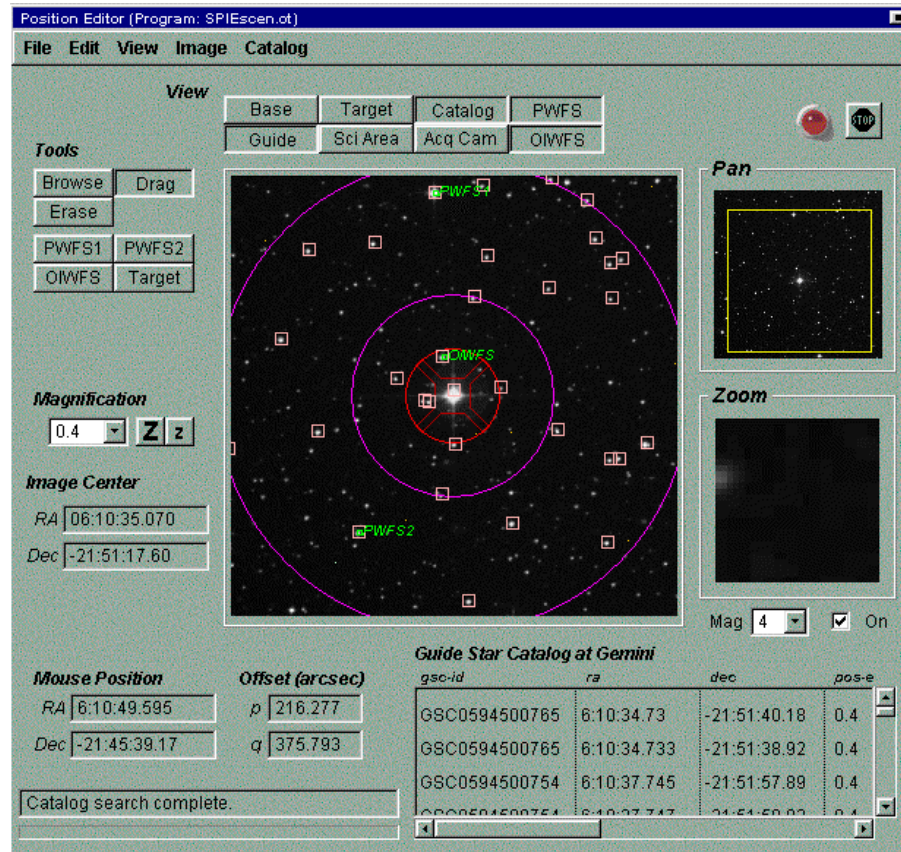 Position Editor (Program: SPIEscen.ot)
File Edit View Image Catalog
View
Base Target Catalog PWFS
Guide Sci Area Acq Cam OIWFS
STOP
Tools
Browse Drag
Erase
PWFS1 PWFS2
OIWFS Target
PWFS1
OIWFS
PWFS2
Pan
Magnification
0.4 Z z
Image Center
RA 06:10:35.070
Dec -21:51:17.60
Zoom
Mag 4 On
Mouse Position
RA 6:10:49.595
Dec -21:45:39.17
Offset (arcsec)
p 216.277
q 375.793
Guide Star Catalog at Gemini
gsc-id ra dec pos-e
GSC0594500765 6:10:34.73 -21:51:40.18 0.4
GSC0594500765 6:10:34.733 -21:51:38.92 0.4
GSC0594500754 6:10:37.745 -21:51:57.89 0.4
Catalog search complete.